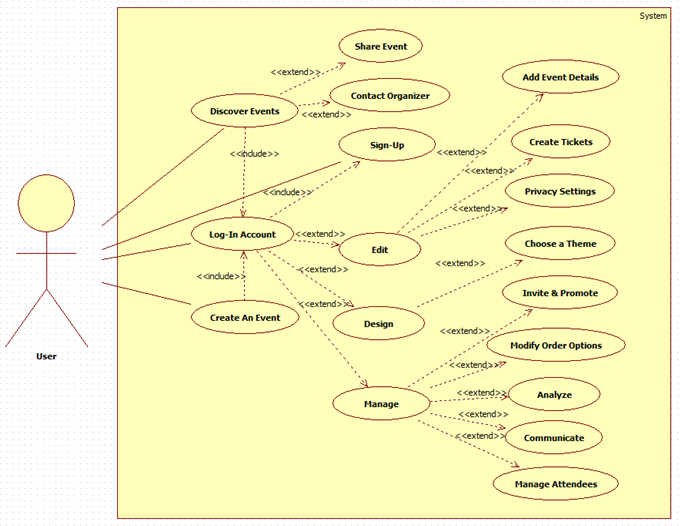 System
Share Event
<<extend>>
Add Event Details
Discover Events
Contact Organizer
<<extend>>
<<extend>>
Create Tickets
Sign-Up
<<include>>
<<extend>>
<<include>>
Privacy Settings
<<extend>>
Log-In Account
<<extend>>
Edit
Choose a Theme
<<extend>>
<<extend>>
<<include>>
Invite & Promote
<<extend>>
Create An Event
Design
<<extend>>
Modify Order Options
User
<<extend>>
Manage
<<extend>>
Analyze
<<extend>>
Communicate
<<extend>>
Manage Attendees